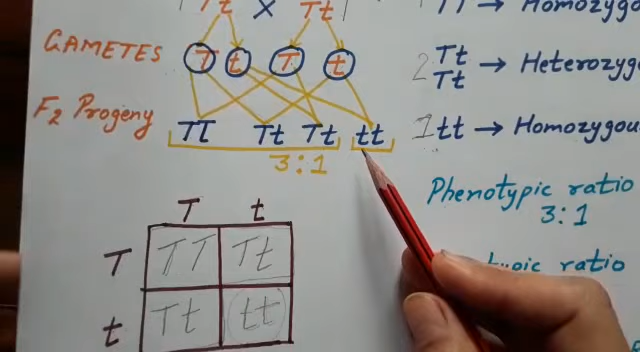 Tt × Tt
GAMETES T t T t
F2 Progeny TT Tt Tt tt
3:1
TT → Homozygo
2 Tt Tt → Heterozyg
1 tt → Homozygou
Phenotypic ratio
3:1
ratio
T t
T TT Tt
t Tt tt